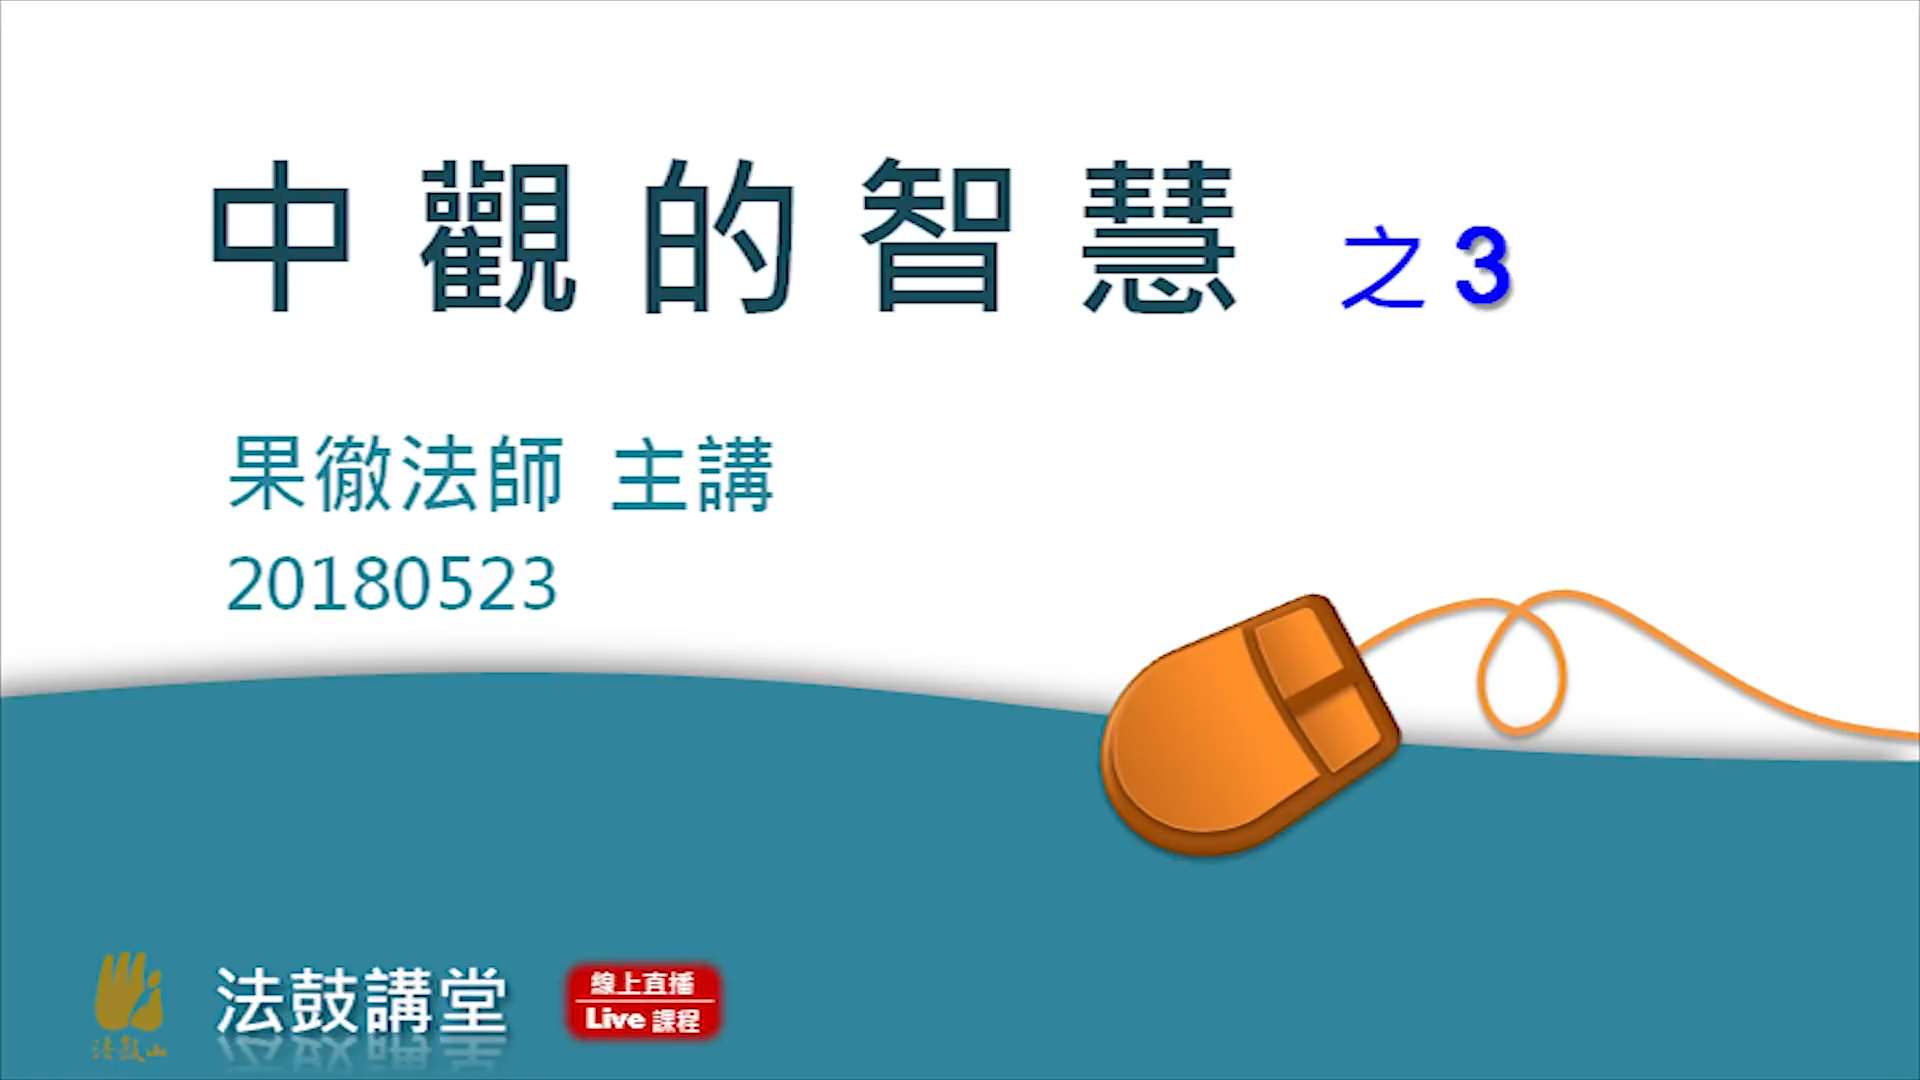 中觀的智慧 之3
果徹法師 主講
20180523
法鼓山
法鼓講堂
線上直播
Live 課程